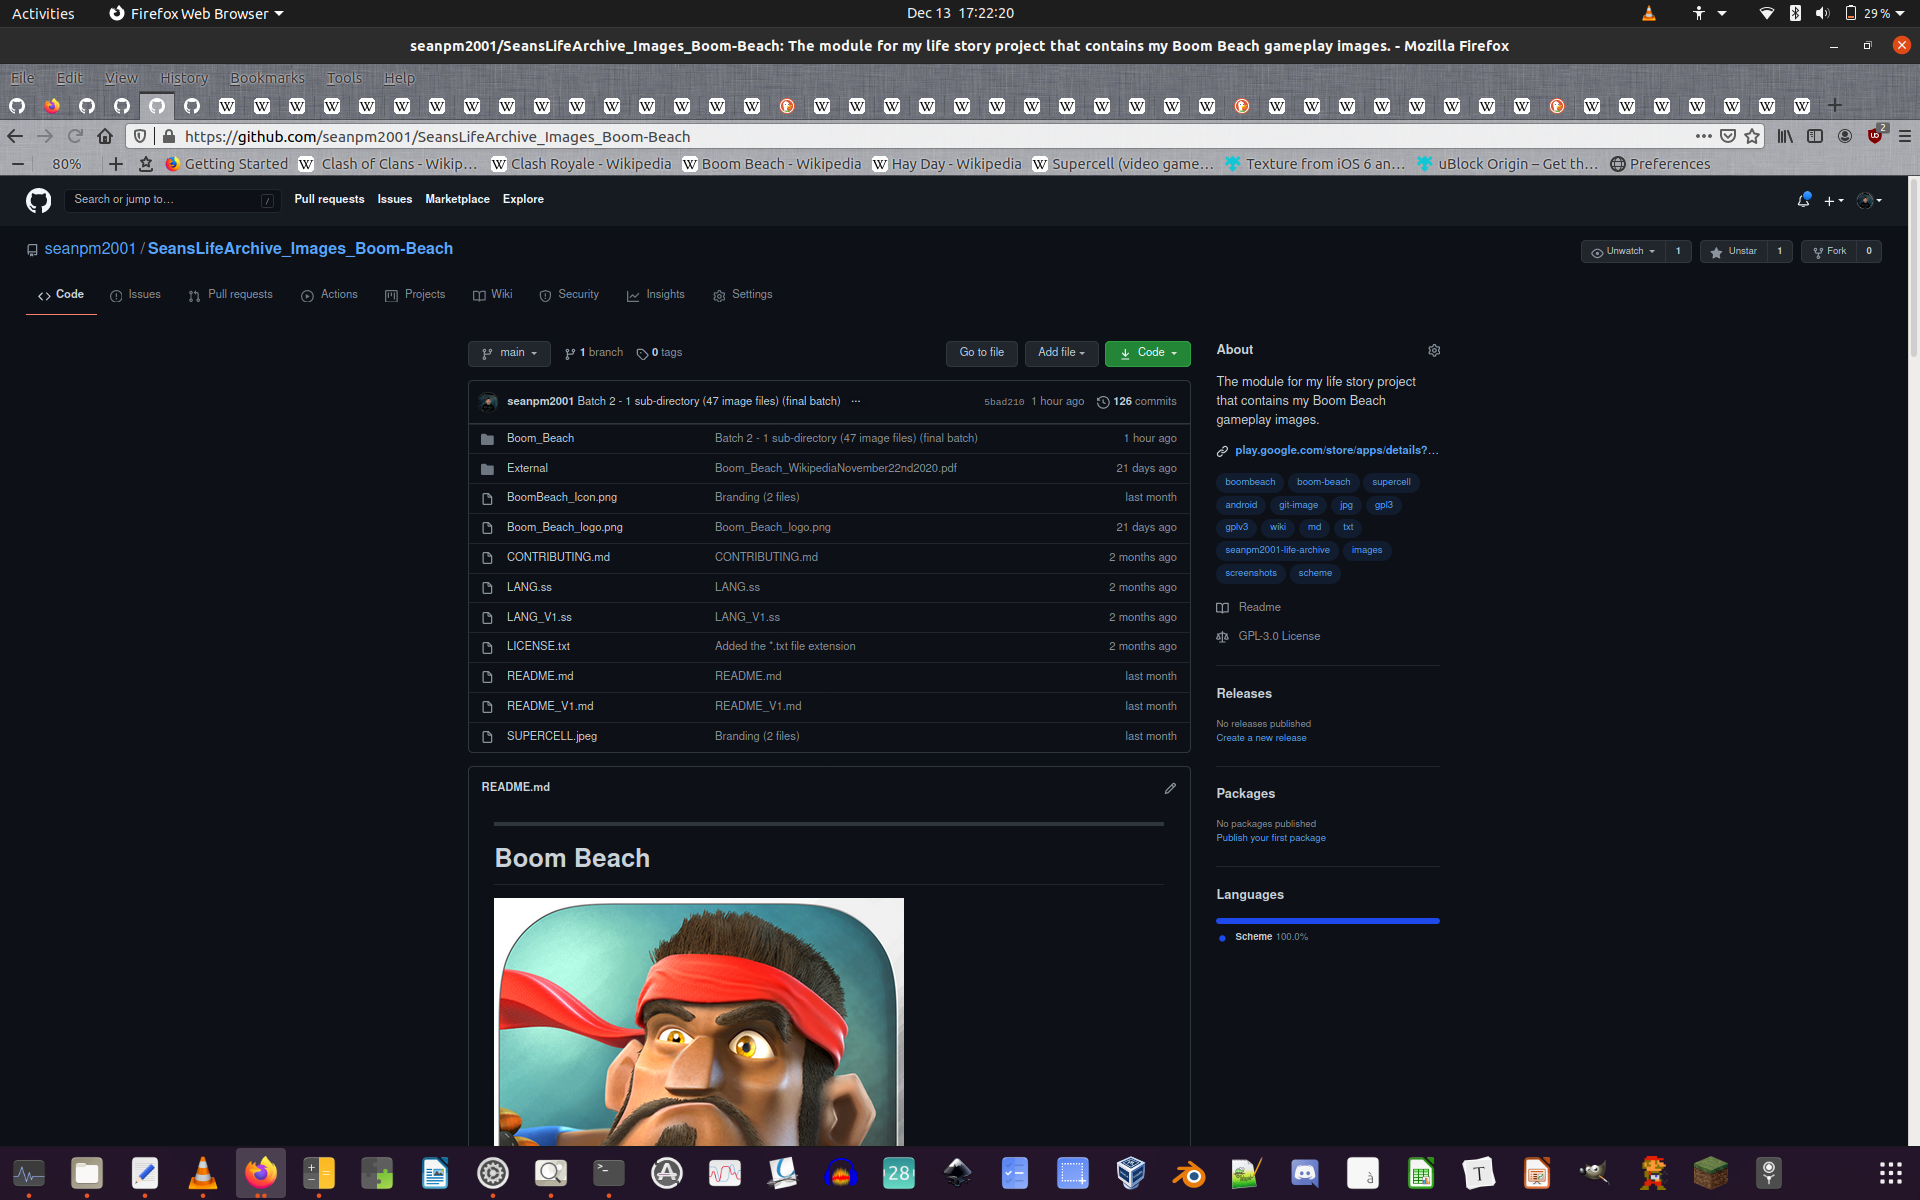 Activities
Firefox Web Browser
Dec 13 17:22:20
29 %
seanpm2001/SeansLifeArchive_Images_Boom-Beach: The module for my life story project that contains my Boom Beach gameplay images. - Mozilla Firefox
File Edit View History Bookmarks Tools Help
https://github.com/seanpm2001/SeansLifeArchive_Images_Boom-Beach
2
80%
Getting Started
Clash of Clans - Wikip…
Clash Royale - Wikipedia
Boom Beach - Wikipedia
Hay Day - Wikipedia
Supercell (video game…
Texture from iOS 6 an…
uBlock Origin – Get th…
Preferences
Search or jump to…
/
Pull requests Issues Marketplace Explore
seanpm2001 / SeansLifeArchive_Images_Boom-Beach
Unwatch 1
Unstar 1
Fork 0
Code Issues Pull requests Actions Projects Wiki Security Insights Settings
main 1 branch 0 tags
Go to file Add file Code
seanpm2001 Batch 2 - 1 sub-directory (47 image files) (final batch) ... 5bad210 1 hour ago 126 commits
Boom_Beach Batch 2 - 1 sub-directory (47 image files) (final batch) 1 hour ago
External Boom_Beach_WikipediaNovember22nd2020.pdf 21 days ago
BoomBeach_Icon.png Branding (2 files) last month
Boom_Beach_logo.png Boom_Beach_logo.png 21 days ago
CONTRIBUTING.md CONTRIBUTING.md 2 months ago
LANG.ss LANG.ss 2 months ago
LANG_V1.ss LANG_V1.ss 2 months ago
LICENSE.txt Added the *.txt file extension 2 months ago
README.md README.md last month
README_V1.md README_V1.md last month
SUPERCELL.jpeg Branding (2 files) last month
README.md
Boom Beach
About
The module for my life story project
that contains my Boom Beach
gameplay images.
play.google.com/store/apps/details?…
boombeach boom-beach supercell
android git-image jpg gpl3
gplv3 wiki md txt
seanpm2001-life-archive images
screenshots scheme
Readme
GPL-3.0 License
Releases
No releases published
Create a new release
Packages
No packages published
Publish your first package
Languages
Scheme 100.0%
28